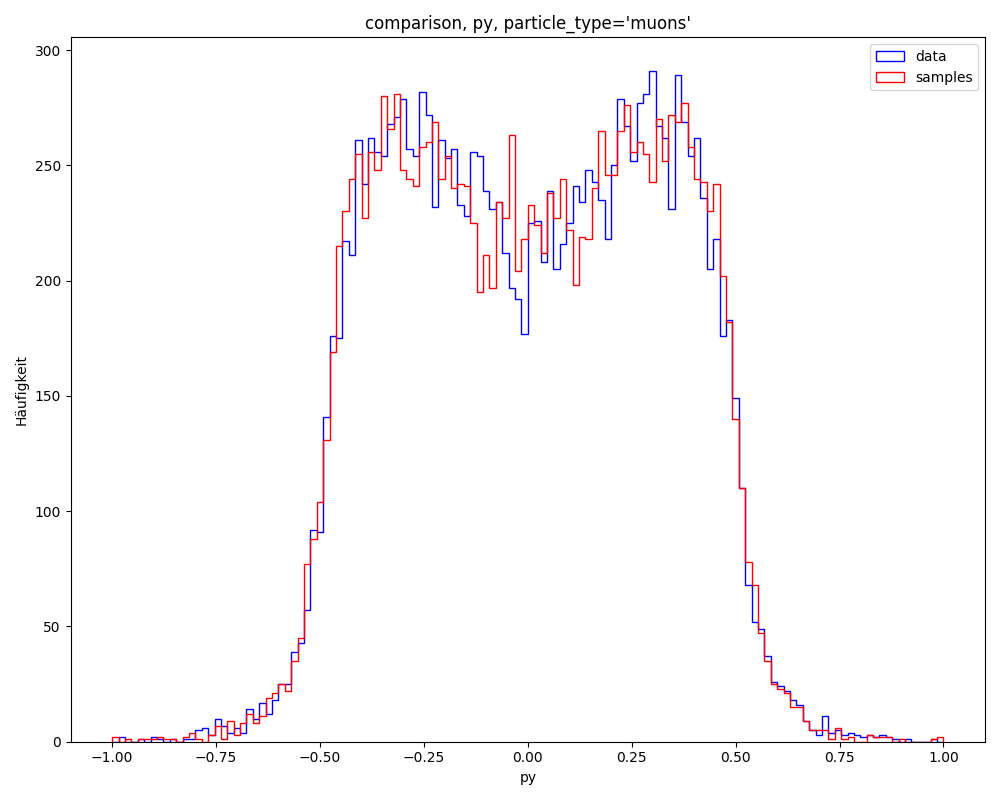 comparison, py, particle_type='muons'
data
samples
Häufigkeit
300
250
200
150
100
50
0
−1.00 −0.75 −0.50 −0.25 0.00 0.25 0.50 0.75 1.00
py